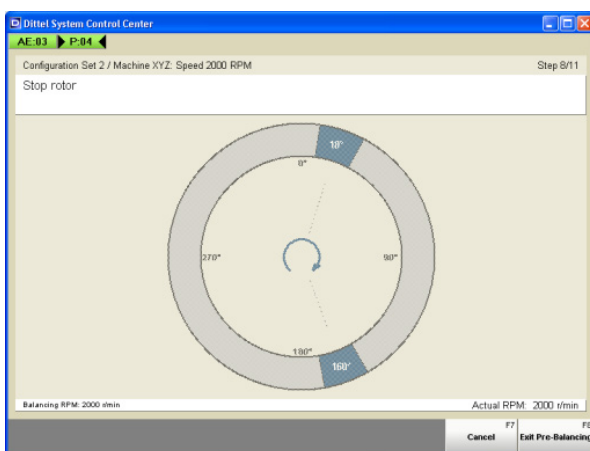 Dittel System Control Center
AE:03 P:04
Configuration Set 2 / Machine XYZ: Speed 2000 RPM Step 8/11
Stop rotor
18°
0°
270° 90°
180°
160°
Balancing RPM: 2000 r/min Actual RPM: 2000 r/min
F7 F8
Cancel Exit Pre-Balancing